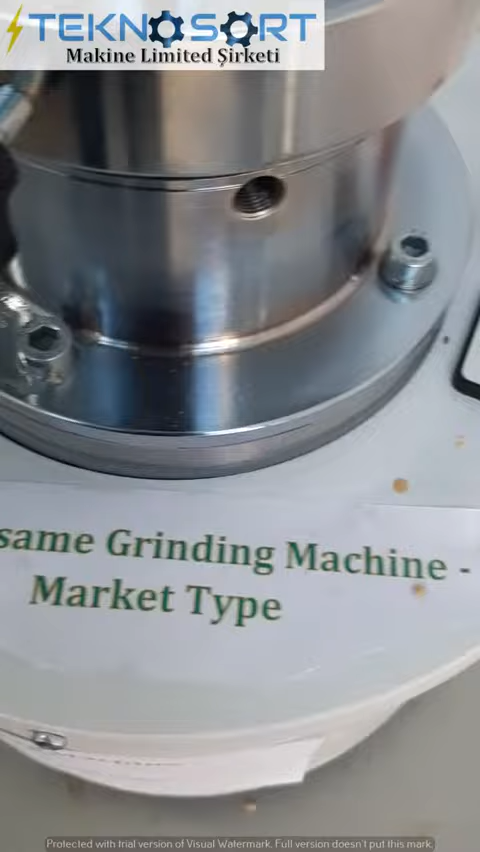 TEKNOSORT
Makine Limited Şirketi
same Grinding Machine -
Market Type
Protected with trial version of Visual Watermark. Full version doesn't put this mark.